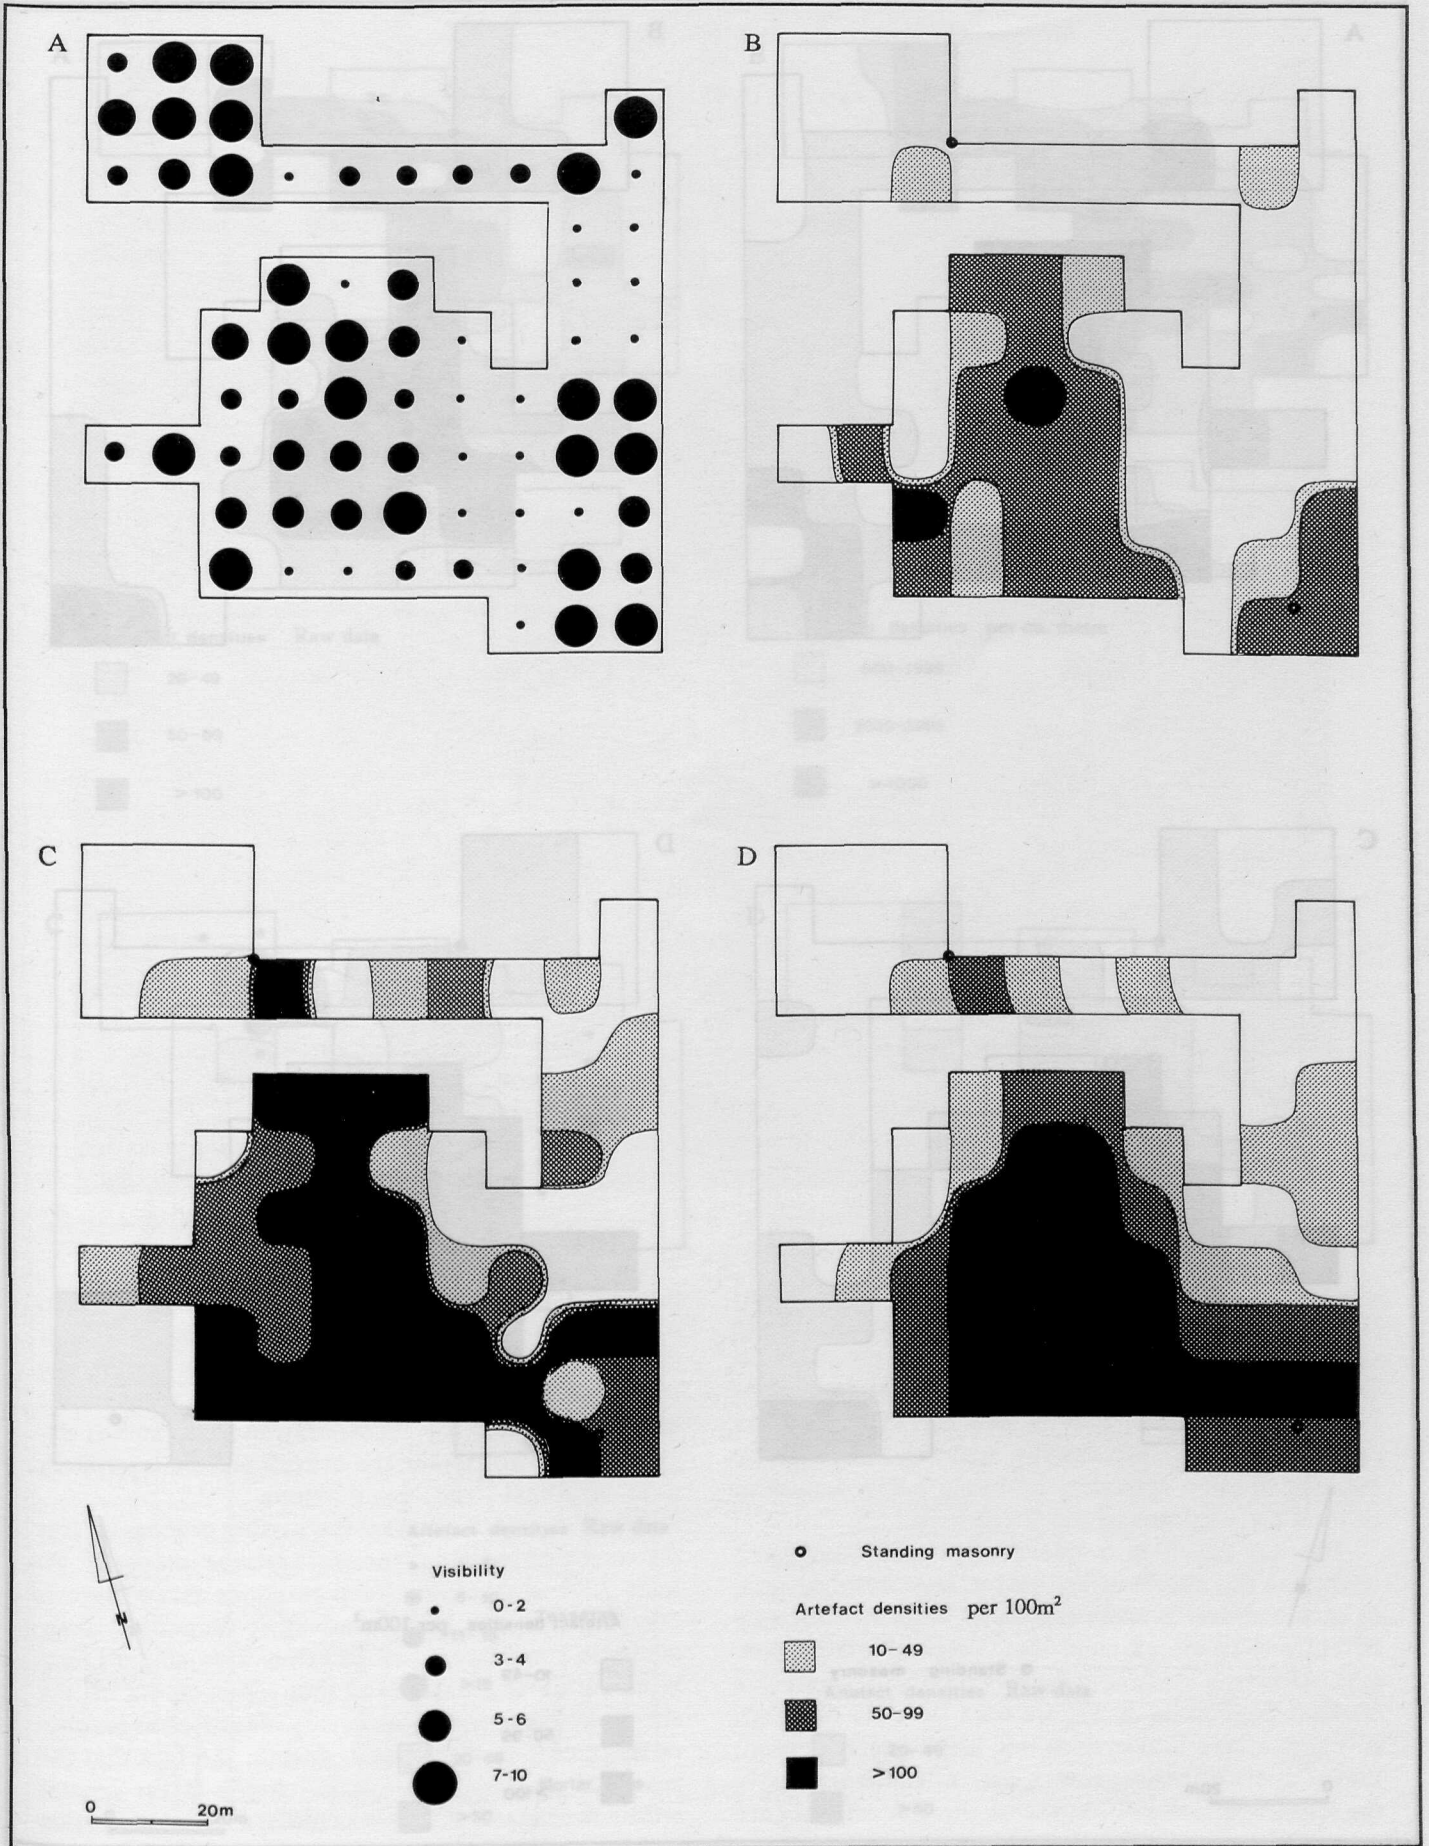 A
B
C
D
N
0 20m
Visibility
0-2
3-4
5-6
7-10
Standing masonry
Artefact densities per 100m²
10-49
50-99
>100